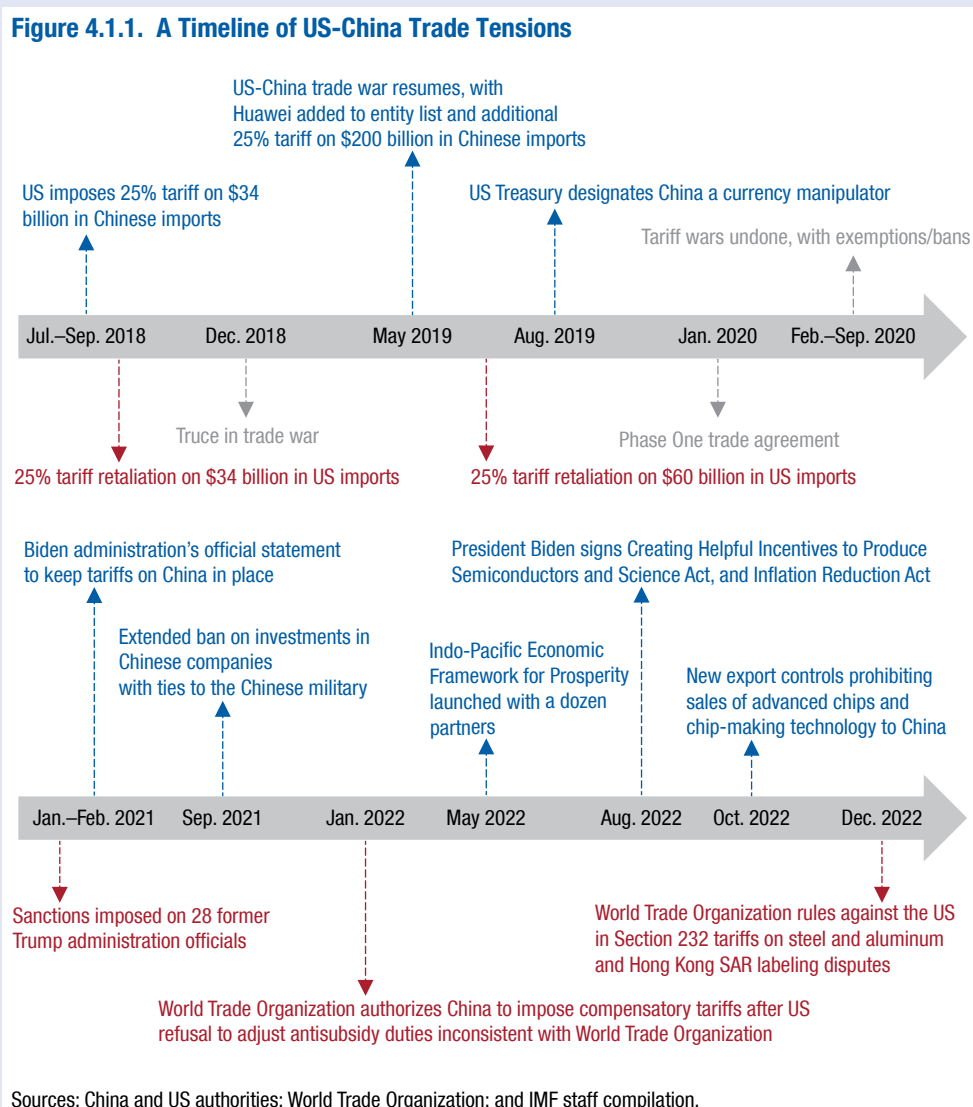 Figure 4.1.1. A Timeline of US-China Trade Tensions
US-China trade war resumes, with
Huawei added to entity list and additional
25% tariff on $200 billion in Chinese imports
US imposes 25% tariff on $34
billion in Chinese imports
US Treasury designates China a currency manipulator
Tariff wars undone, with exemptions/bans
Jul.–Sep. 2018
Dec. 2018
May 2019
Aug. 2019
Jan. 2020
Feb.–Sep. 2020
Truce in trade war
Phase One trade agreement
25% tariff retaliation on $34 billion in US imports
25% tariff retaliation on $60 billion in US imports
Biden administration’s official statement
to keep tariffs on China in place
President Biden signs Creating Helpful Incentives to Produce
Semiconductors and Science Act, and Inflation Reduction Act
Extended ban on investments in
Chinese companies
with ties to the Chinese military
Indo-Pacific Economic
Framework for Prosperity
launched with a dozen
partners
New export controls prohibiting
sales of advanced chips and
chip-making technology to China
Jan.–Feb. 2021
Sep. 2021
Jan. 2022
May 2022
Aug. 2022
Oct. 2022
Dec. 2022
Sanctions imposed on 28 former
Trump administration officials
World Trade Organization rules against the US
in Section 232 tariffs on steel and aluminum
and Hong Kong SAR labeling disputes
World Trade Organization authorizes China to impose compensatory tariffs after US
refusal to adjust antisubsidy duties inconsistent with World Trade Organization
Sources: China and US authorities; World Trade Organization; and IMF staff compilation.